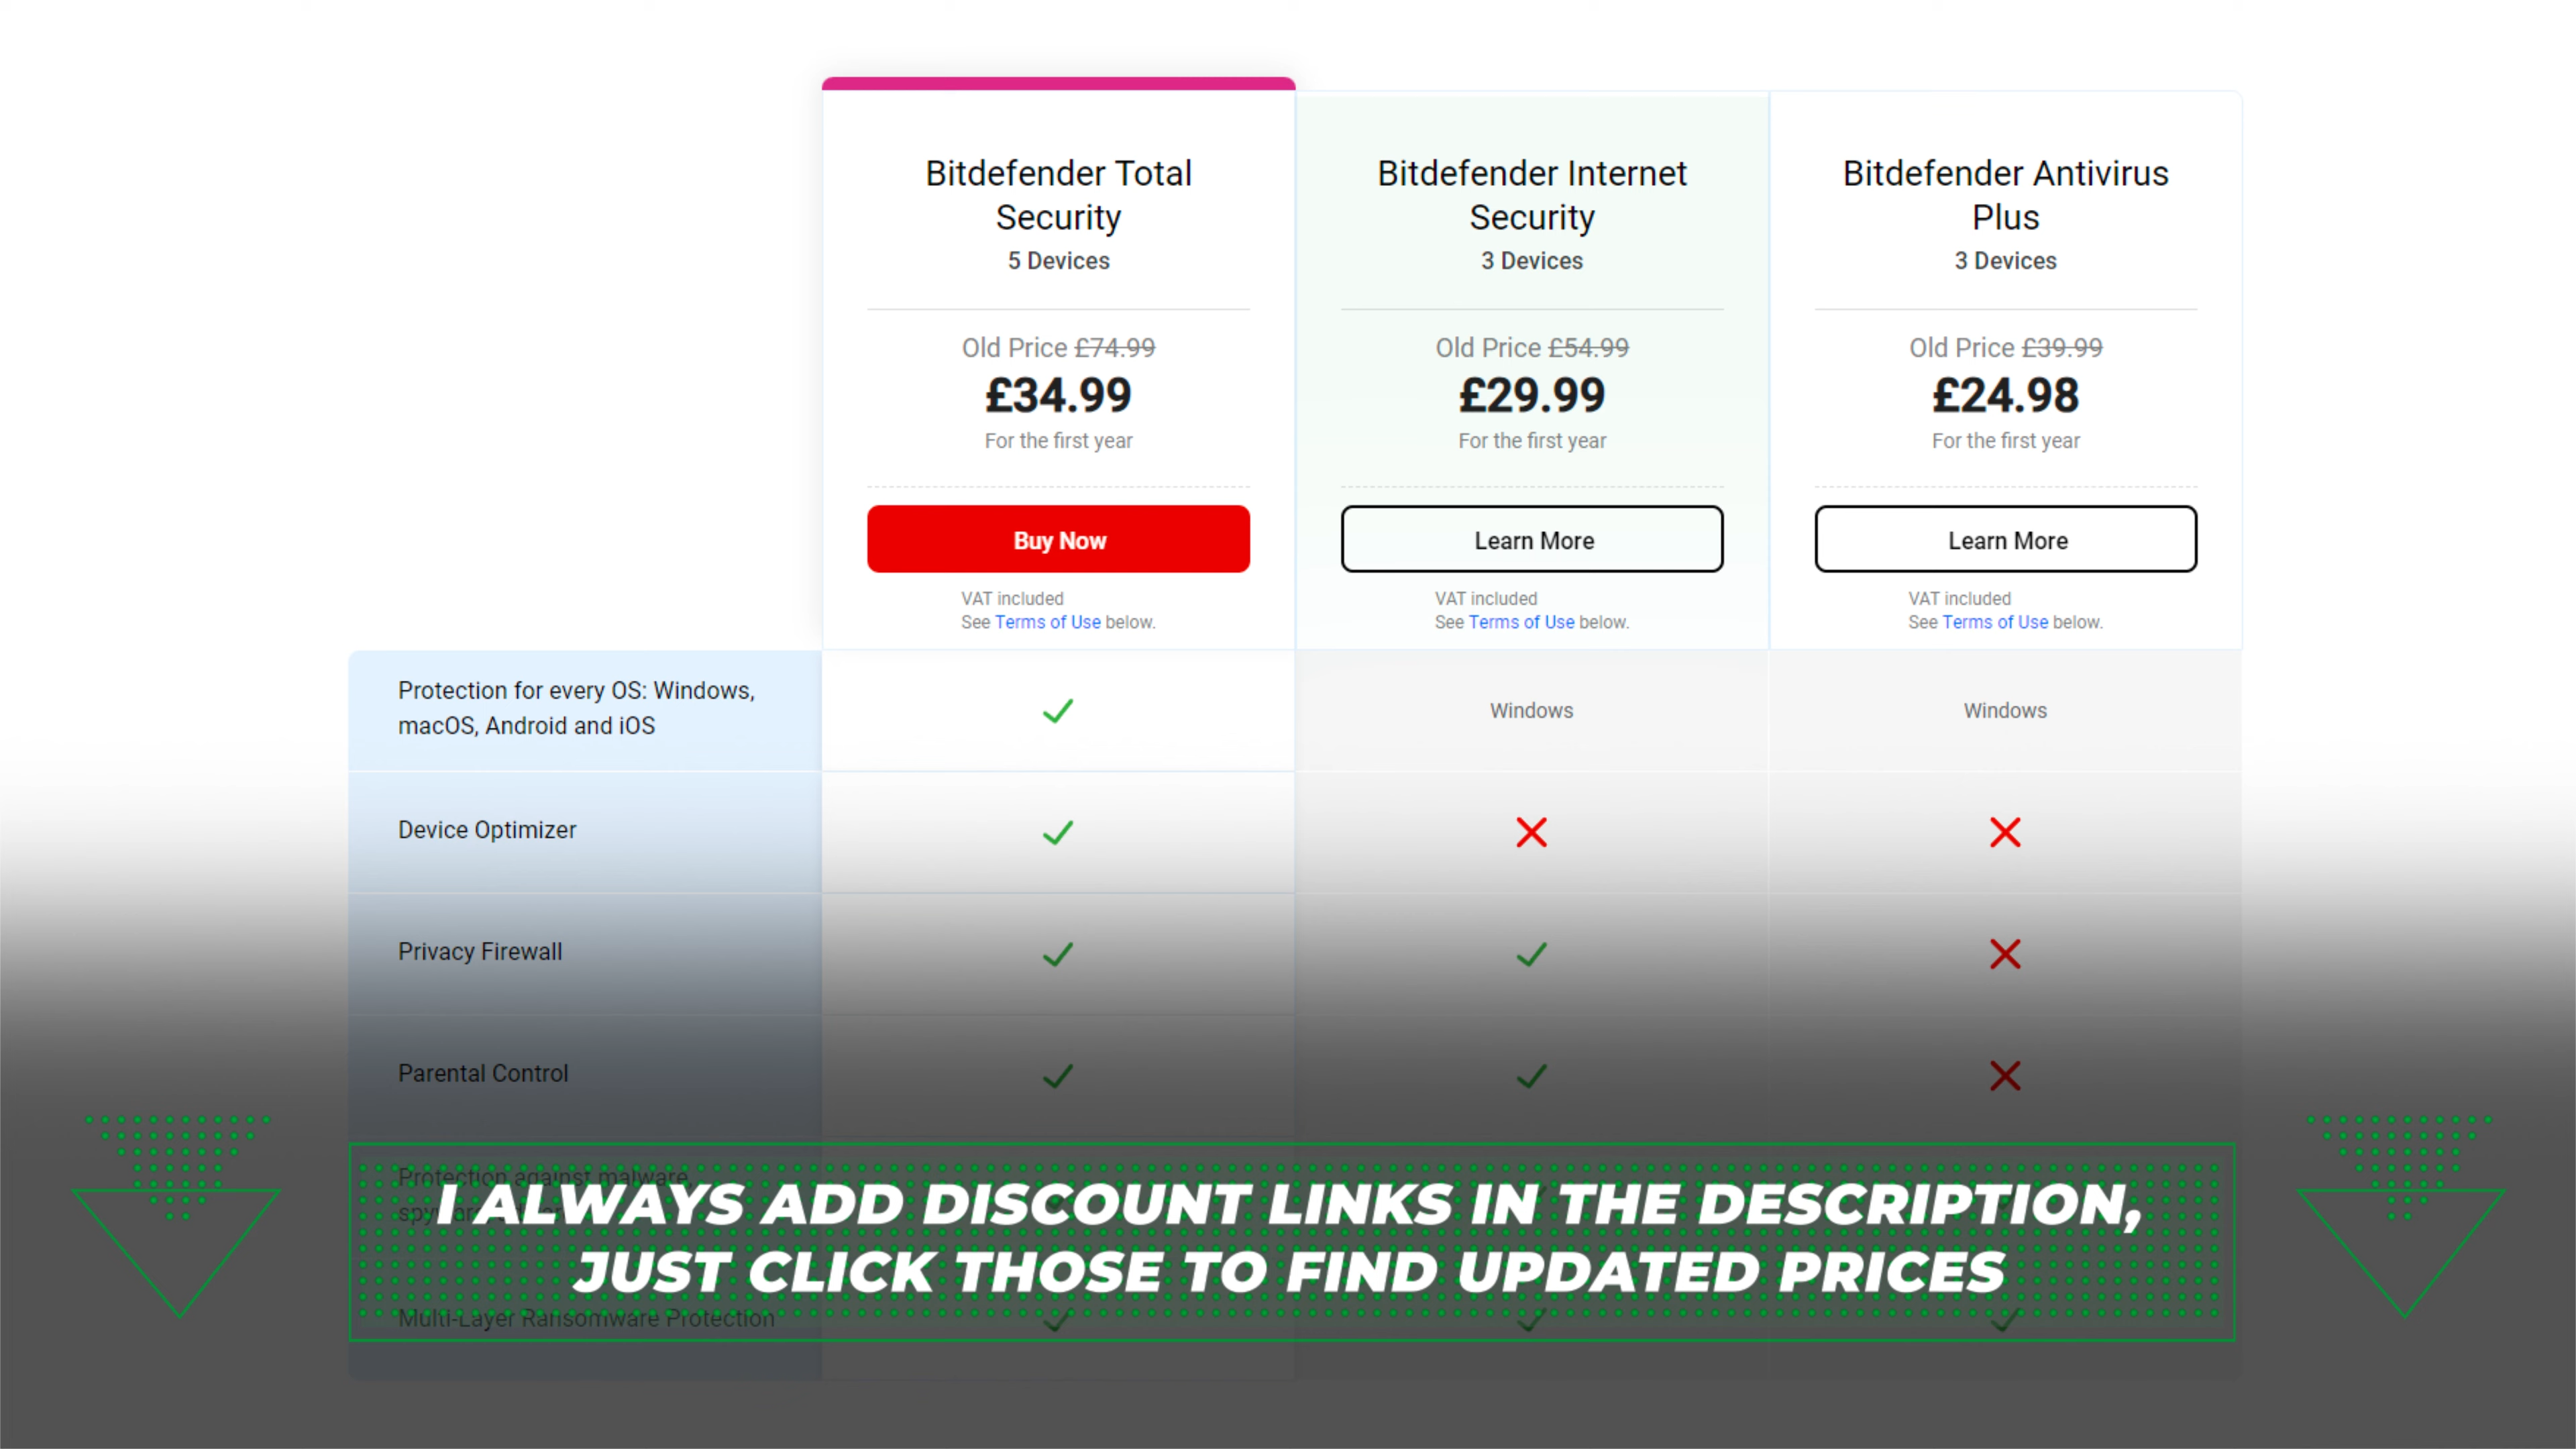 Bitdefender Total
Security
5 Devices
Old Price £74.99
£34.99
For the first year
Buy Now
VAT included
See Terms of Use below.
Bitdefender Internet
Security
3 Devices
Old Price £54.99
£29.99
For the first year
Learn More
VAT included
See Terms of Use below.
Bitdefender Antivirus
Plus
3 Devices
Old Price £39.99
£24.98
For the first year
Learn More
VAT included
See Terms of Use below.
Protection for every OS: Windows,
macOS, Android and iOS
Windows
Windows
Device Optimizer
Privacy Firewall
Parental Control
Protection against malware,
I ALWAYS ADD DISCOUNT LINKS IN THE DESCRIPTION,
JUST CLICK THOSE TO FIND UPDATED PRICES
Multi-Layer Ransomware Protection